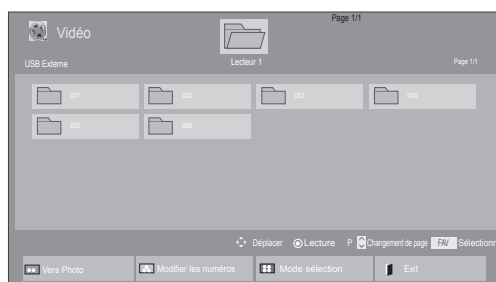 Page 1/1
Vidéo
USB Externe
Lecteur 1
Page 1/1
001 002 003 004
005 006
Déplacer Lecture P Changement de page FAV Sélectionn
Vers Photo Modifier les numéros Mode sélection Exit